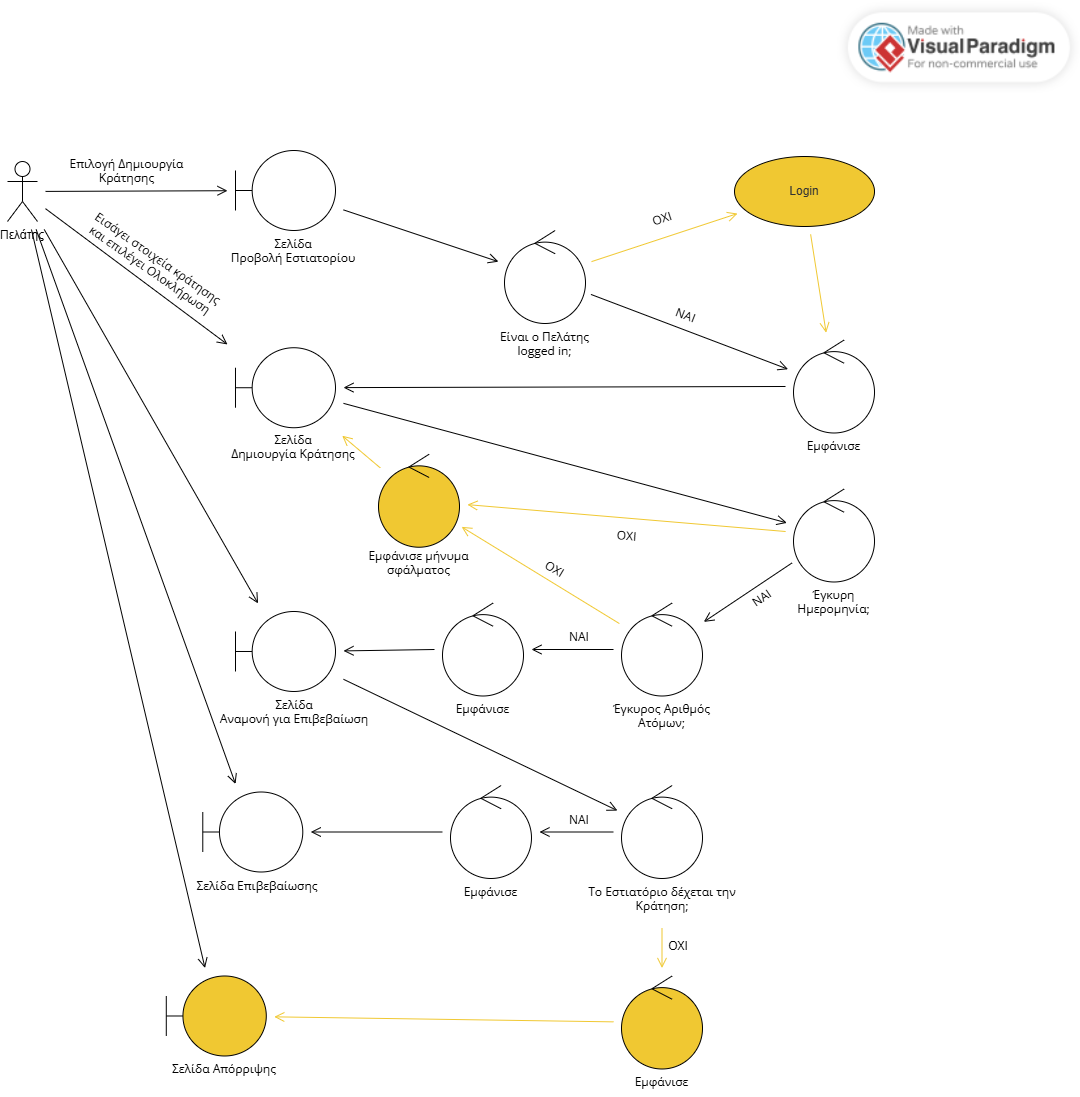 Made with
VisualParadigm
For non-commercial use
Επιλογή Δημιουργία
Κράτησης
Πελάτης
Εισάγει στοιχεία κράτησης
και επιλέγει Ολοκλήρωση
Σελίδα
Προβολή Εστιατορίου
ΟΧΙ
Login
Είναι ο Πελάτης
logged in;
ΝΑΙ
Εμφάνισε
Σελίδα
Δημιουργία Κράτησης
Εμφάνισε μήνυμα
σφάλματος
ΟΧΙ
ΟΧΙ
Έγκυρη
Ημερομηνία;
ΝΑΙ
ΝΑΙ
Σελίδα
Αναμονή για Επιβεβαίωση
Εμφάνισε
Έγκυρος Αριθμός
Ατόμων;
ΝΑΙ
Σελίδα Επιβεβαίωσης
Εμφάνισε
Το Εστιατόριο δέχεται την
Κράτηση;
ΟΧΙ
Σελίδα Απόρριψης
Εμφάνισε